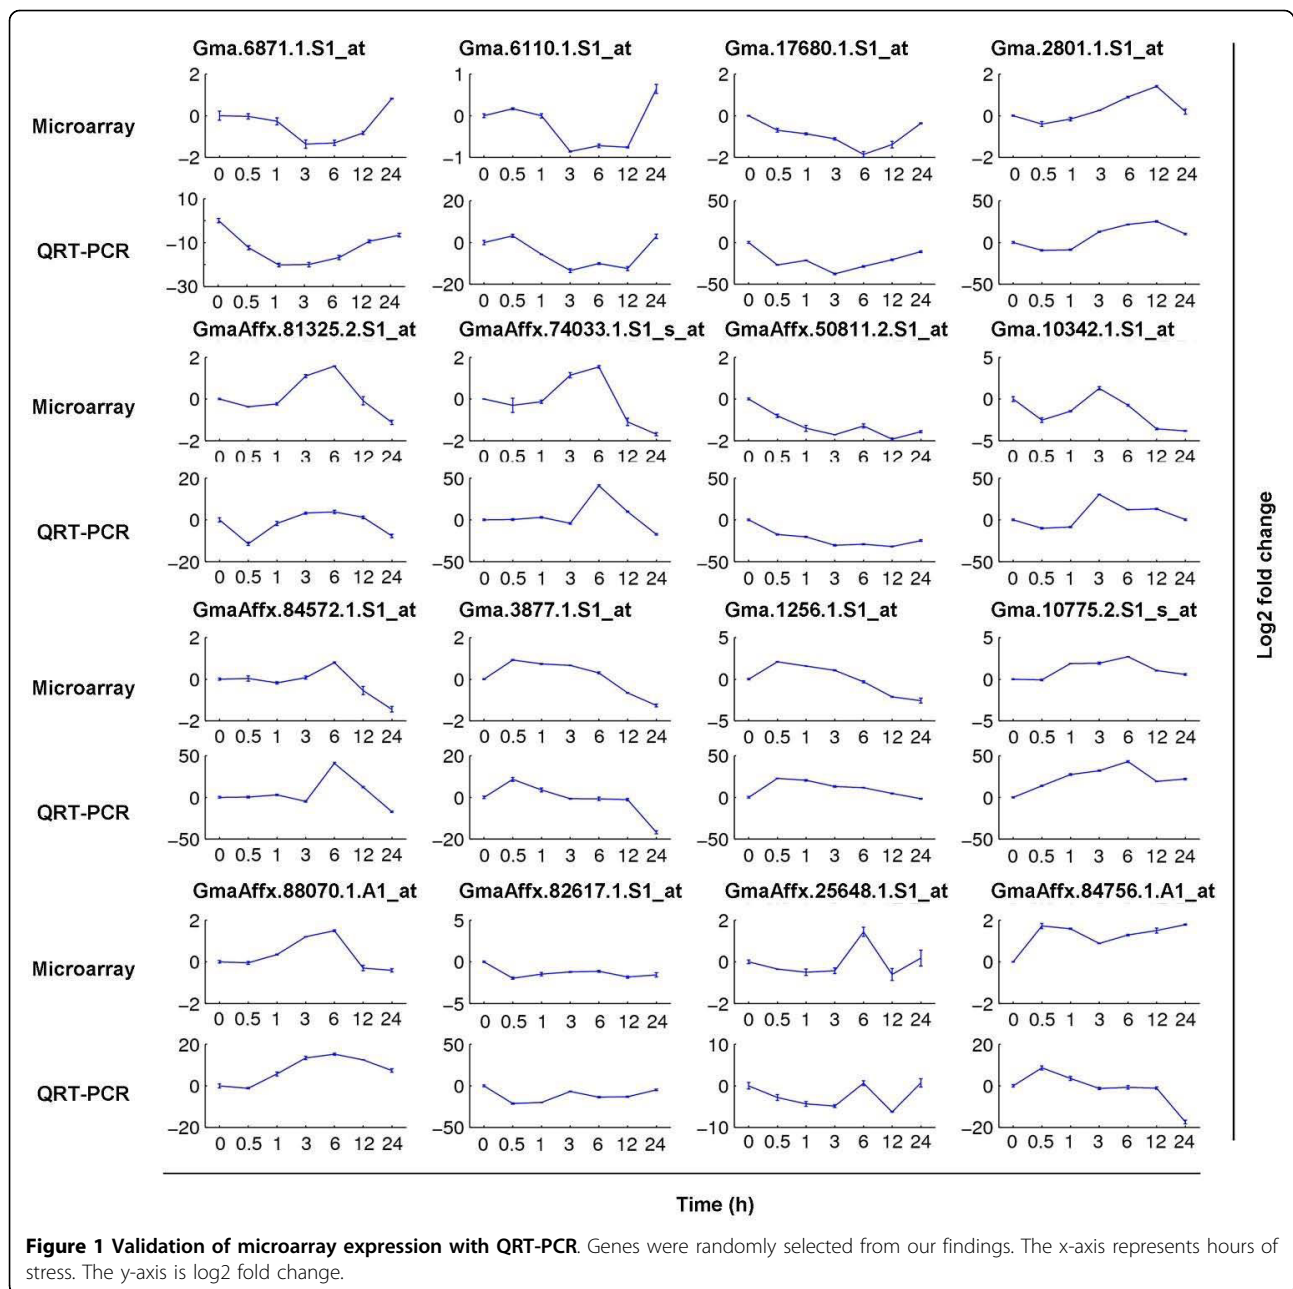 Gma.6871.1.S1_at Gma.6110.1.S1_at Gma.17680.1.S1_at Gma.2801.1.S1_at
Microarray
2 0 −2 1 0 −1 2 0 −2 2 0 −2
0 0.5 1 3 6 12 24 0 0.5 1 3 6 12 24 0 0.5 1 3 6 12 24 0 0.5 1 3 6 12 24
QRT-PCR
10 −10 −30 20 0 −20 50 0 −50 50 0 −50
0 0.5 1 3 6 12 24 0 0.5 1 3 6 12 24 0 0.5 1 3 6 12 24 0 0.5 1 3 6 12 24
GmaAffx.81325.2.S1_at GmaAffx.74033.1.S1_s_at GmaAffx.50811.2.S1_at Gma.10342.1.S1_at
Microarray
2 0 −2 2 0 −2 2 0 −2 5 0 −5
0 0.5 1 3 6 12 24 0 0.5 1 3 6 12 24 0 0.5 1 3 6 12 24 0 0.5 1 3 6 12 24
QRT-PCR
20 0 −20 50 0 −50 50 0 −50 50 0 −50
0 0.5 1 3 6 12 24 0 0.5 1 3 6 12 24 0 0.5 1 3 6 12 24 0 0.5 1 3 6 12 24
GmaAffx.84572.1.S1_at Gma.3877.1.S1_at Gma.1256.1.S1_at Gma.10775.2.S1_s_at
Microarray
2 0 −2 2 0 −2 5 0 −5 5 0 −5
0 0.5 1 3 6 12 24 0 0.5 1 3 6 12 24 0 0.5 1 3 6 12 24 0 0.5 1 3 6 12 24
QRT-PCR
50 0 −50 20 0 −20 50 0 −50 50 0 −50
0 0.5 1 3 6 12 24 0 0.5 1 3 6 12 24 0 0.5 1 3 6 12 24 0 0.5 1 3 6 12 24
GmaAffx.88070.1.A1_at GmaAffx.82617.1.S1_at GmaAffx.25648.1.S1_at GmaAffx.84756.1.A1_at
Microarray
2 0 −2 5 0 −5 2 0 −2 2 0 −2
0 0.5 1 3 6 12 24 0 0.5 1 3 6 12 24 0 0.5 1 3 6 12 24 0 0.5 1 3 6 12 24
QRT-PCR
20 0 −20 50 0 −50 10 0 −10 20 0 −20
0 0.5 1 3 6 12 24 0 0.5 1 3 6 12 24 0 0.5 1 3 6 12 24 0 0.5 1 3 6 12 24
Log2 fold change
Time (h)
Figure 1 Validation of microarray expression with QRT-PCR. Genes were randomly selected from our findings. The x-axis represents hours of
stress. The y-axis is log2 fold change.